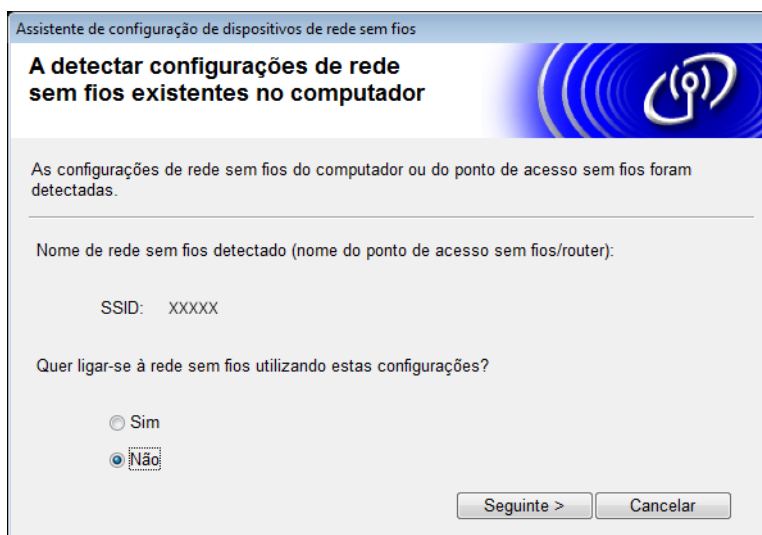 Assistente de configuração de dispositivos de rede sem fios
A detectar configurações de rede
sem fios existentes no computador
As configurações de rede sem fios do computador ou do ponto de acesso sem fios foram
detectadas.
Nome de rede sem fios detectado (nome do ponto de acesso sem fios/router):
SSID: XXXXX
Quer ligar-se à rede sem fios utilizando estas configurações?
Sim
Não
Seguinte > Cancelar